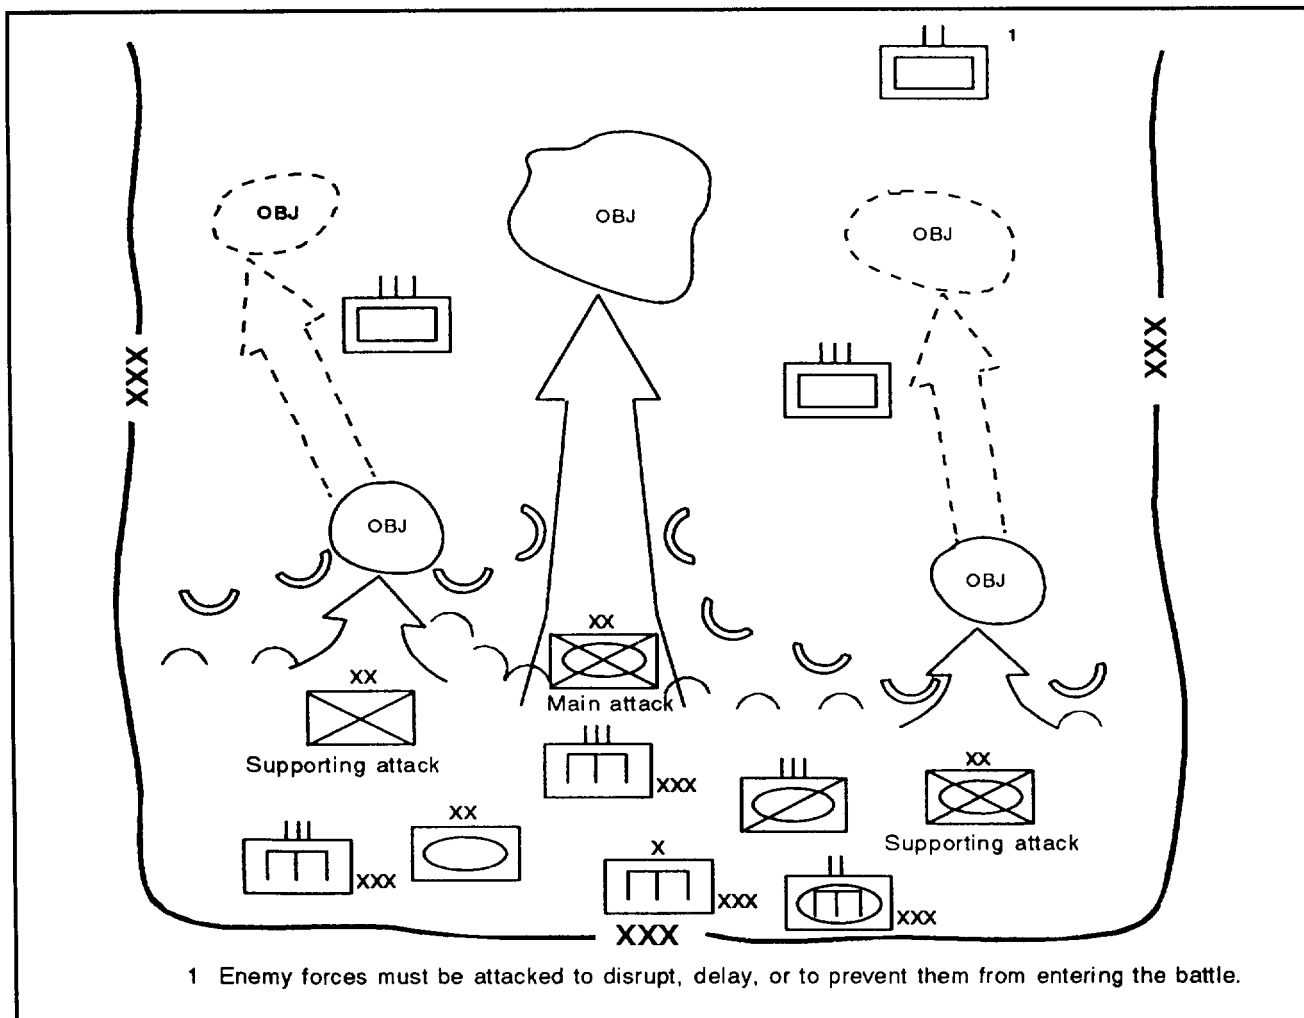 1
OBJ
OBJ
OBJ
XXX
XXX
OBJ
OBJ
XX
XX
Main attack
Supporting attack
XXX
XX
Supporting attack
XX
XXX
X
XXX
XXX
XXX
1 Enemy forces must be attacked to disrupt, delay, or to prevent them from entering the battle.